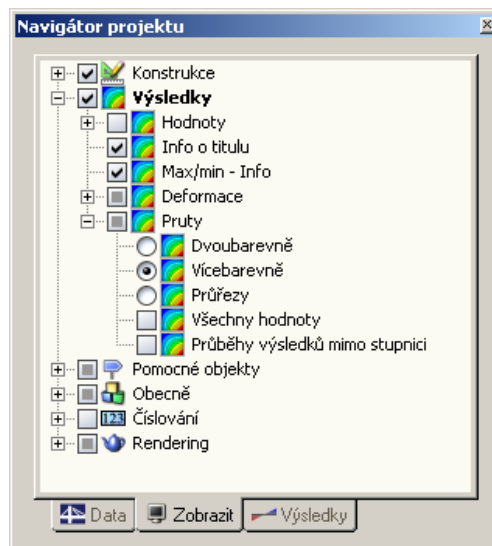 Navigátor projektu
Konstrukce
Výsledky
Hodnoty
Info o titulu
Max/min - Info
Deformace
Pruty
Dvoubarevně
Vícebarevně
Průřezy
Všechny hodnoty
Průběhy výsledků mimo stupnici
Pomocné objekty
Obecně
123 Číslování
Rendering
Data Zobrazit Výsledky